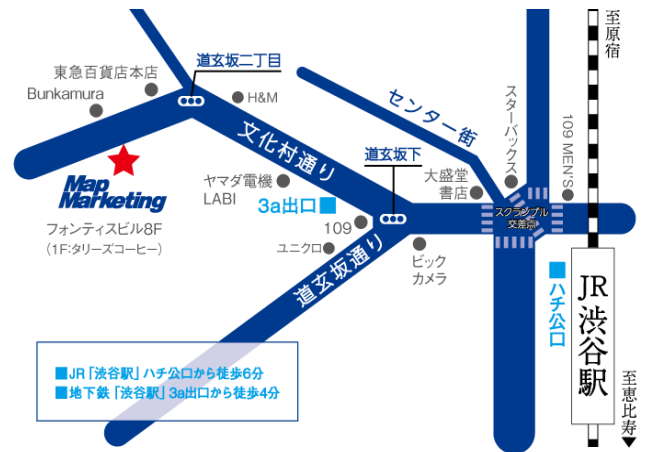 至原宿
道玄坂二丁目
東急百貨店本店
Bunkamura
H&M
センター街
スターバックス
109 MEN'S
文化村通り
道玄坂下
大盛堂
書店
Map
Marketing
フォンティスビル8F
(1F:タリーズコーヒー)
ヤマダ電機
LABI
3a出口
109
ユニクロ
道玄坂通り
ビック
カメラ
スクランブル
交差点
ハチ公口
JR渋谷駅
至恵比寿
JR「渋谷駅」ハチ公口から徒歩6分
地下鉄「渋谷駅」3a出口から徒歩4分